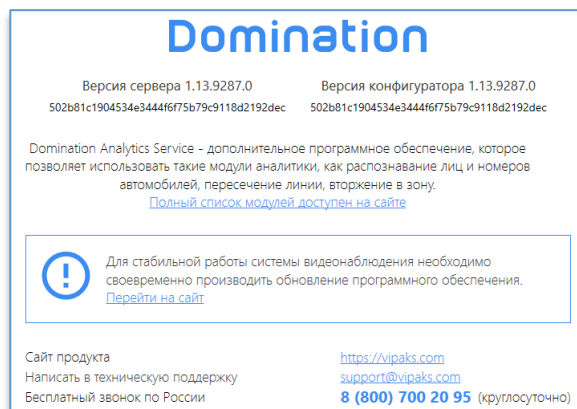 Domination
Версия сервера 1.13.9287.0 Версия конфигуратора 1.13.9287.0
502b81c1904534e3444f6f75b79c9118d2192dec 502b81c1904534e3444f6f75b79c9118d2192dec
Domination Analytics Service - дополнительное программное обеспечение, которое
позволяет использовать такие модули аналитики, как распознавание лиц и номеров
автомобилей, пересечение линии, вторжение в зону.
Полный список модулей доступен на сайте
Для стабильной работы системы видеонаблюдения необходимо
своевременно производить обновление программного обеспечения.
Перейти на сайт
Сайт продукта https://vipaks.com
Написать в техническую поддержку support@vipaks.com
Бесплатный звонок по России 8 (800) 700 20 95 (круглосуточно)